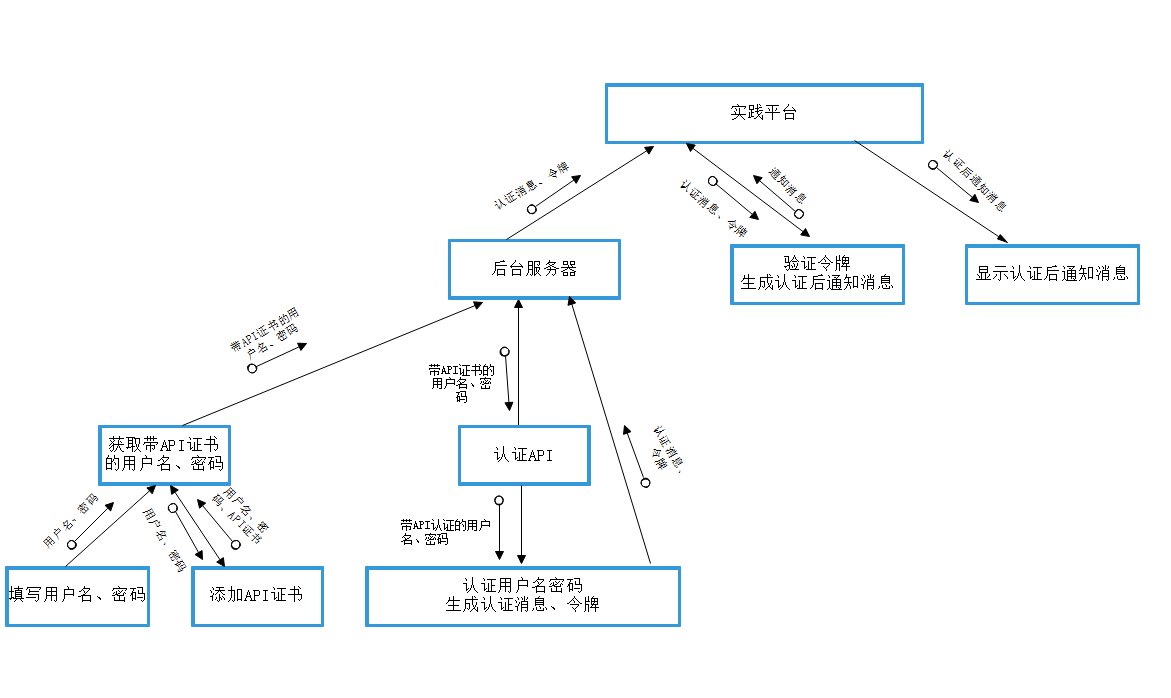 实践平台
认证消息、令牌
认证消息、令牌
通知消息
认证后通知消息
后台服务器
验证令牌
生成认证后通知消息
显示认证后通知消息
带API证书的用
户名、密码
带API证书的
用户名、密
码
认证消息、
令牌
获取带API证书
的用户名、密码
认证API
用户名、密码
用户名、密码
用户名、密
码、API证书
带API认证的用户
名、密码
填写用户名、密码
添加API证书
认证用户名密码
生成认证消息、令牌